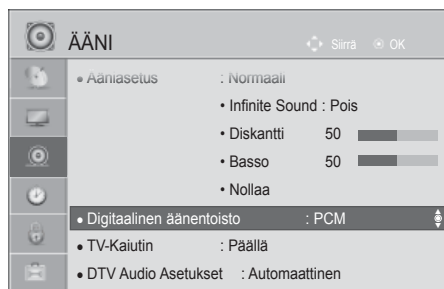 ÄÄNI
Siirrä OK
• Ääniasetus : Normaali
• Infinite Sound : Pois
• Diskantti 50
• Basso 50
• Nollaa
• Digitaalinen äänentoisto : PCM
• TV-Kaiutin : Päällä
• DTV Audio Asetukset : Automaattinen